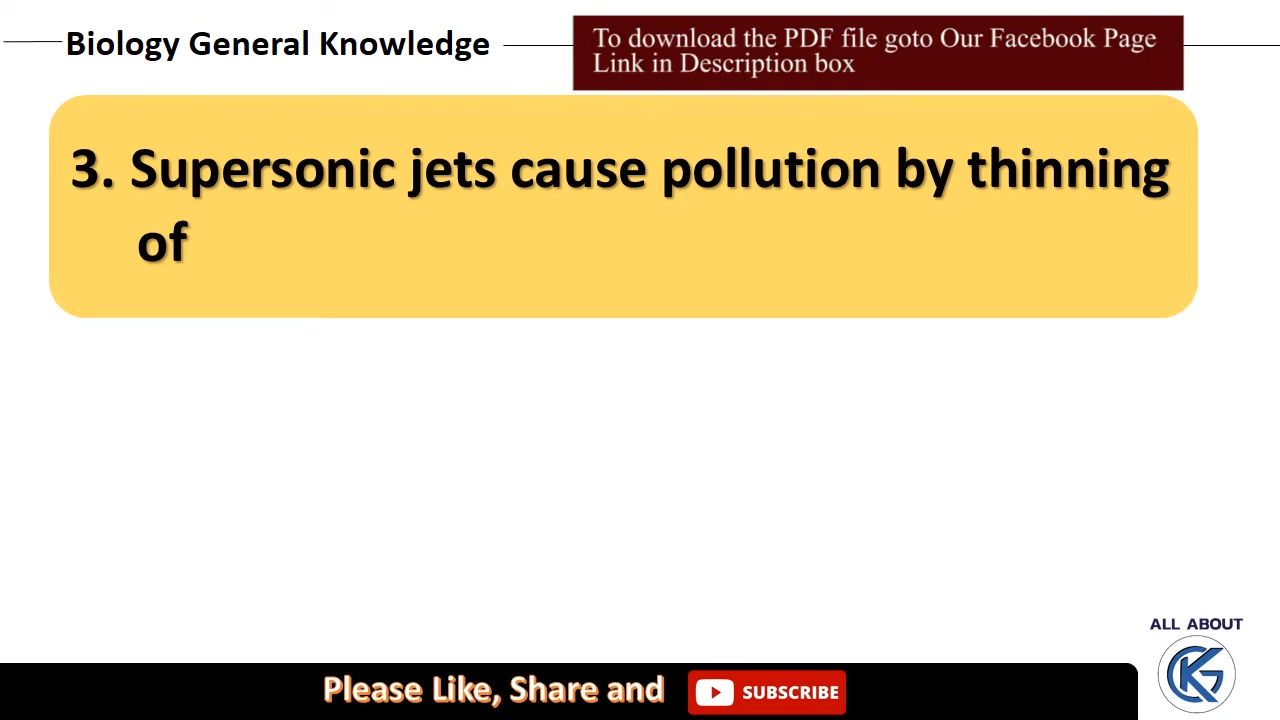 Biology General Knowledge
To download the PDF file goto Our Facebook Page
Link in Description box
3. Supersonic jets cause pollution by thinning
of
ALL ABOUT
GK
Please Like, Share and
SUBSCRIBE